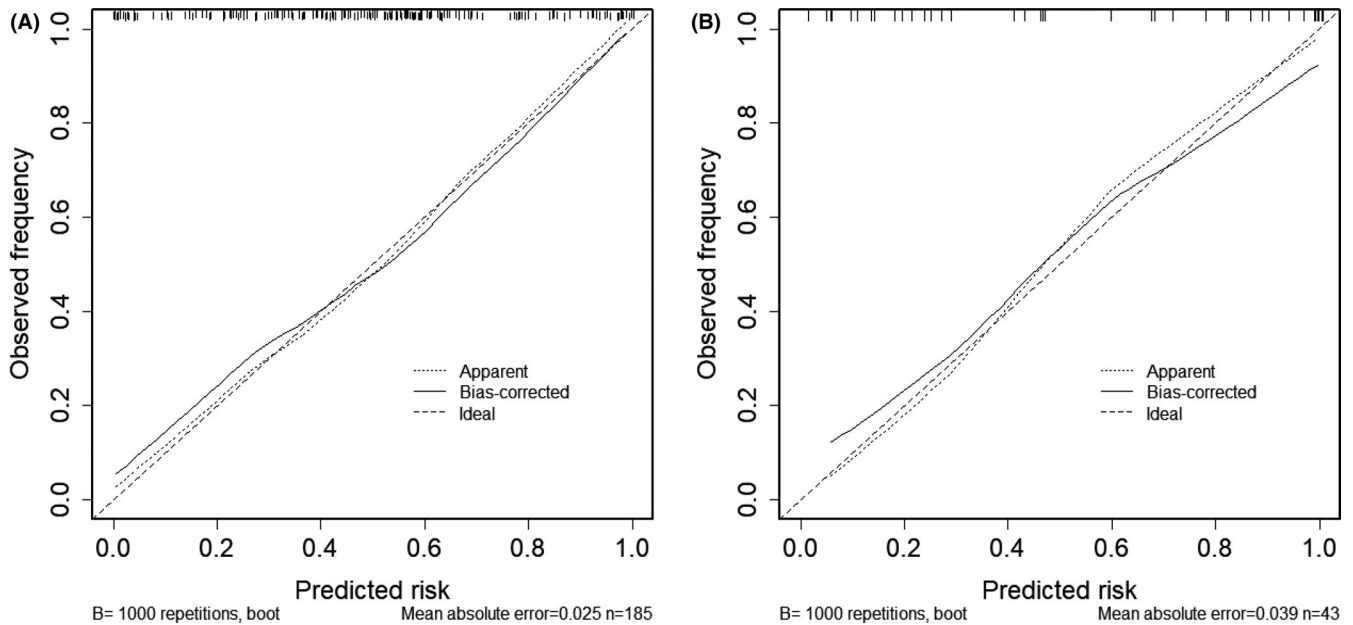 (A)
Observed frequency
1.0
0.8
0.6
0.4
0.2
0.0
Apparent
Bias-corrected
Ideal
0.0 0.2 0.4 0.6 0.8 1.0
Predicted risk
B= 1000 repetitions, boot Mean absolute error=0.025 n=185
(B)
Observed frequency
1.0
0.8
0.6
0.4
0.2
0.0
Apparent
Bias-corrected
Ideal
0.0 0.2 0.4 0.6 0.8 1.0
Predicted risk
B= 1000 repetitions, boot Mean absolute error=0.039 n=43